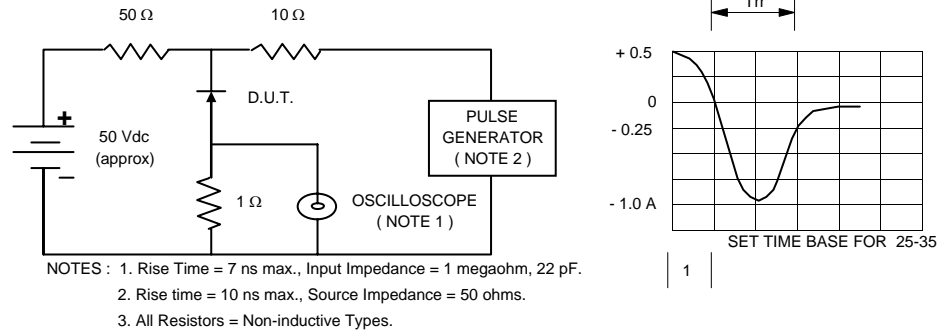 50 Ω
10 Ω
+
50 Vdc
(approx)
D.U.T.
1 Ω
OSCILLOSCOPE
( NOTE 1 )
PULSE
GENERATOR
( NOTE 2 )
NOTES : 1. Rise Time = 7 ns max., Input Impedance = 1 megaohm, 22 pF.
2. Rise time = 10 ns max., Source Impedance = 50 ohms.
3. All Resistors = Non-inductive Types.
Trr
+ 0.5
0
- 0.25
- 1.0 A
SET TIME BASE FOR 25-35
1